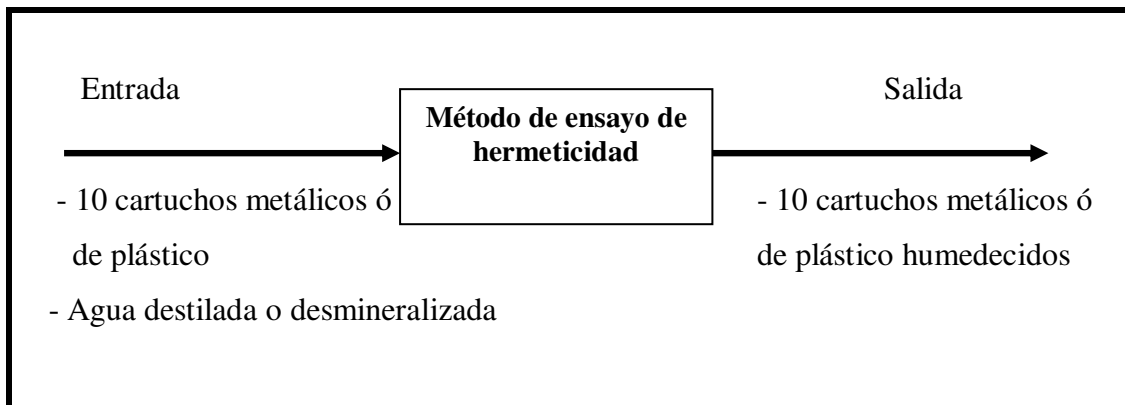 Entrada
Método de ensayo de
hermeticidad
Salida
- 10 cartuchos metálicos ó
de plástico
- Agua destilada o desmineralizada
- 10 cartuchos metálicos ó
de plástico humedecidos